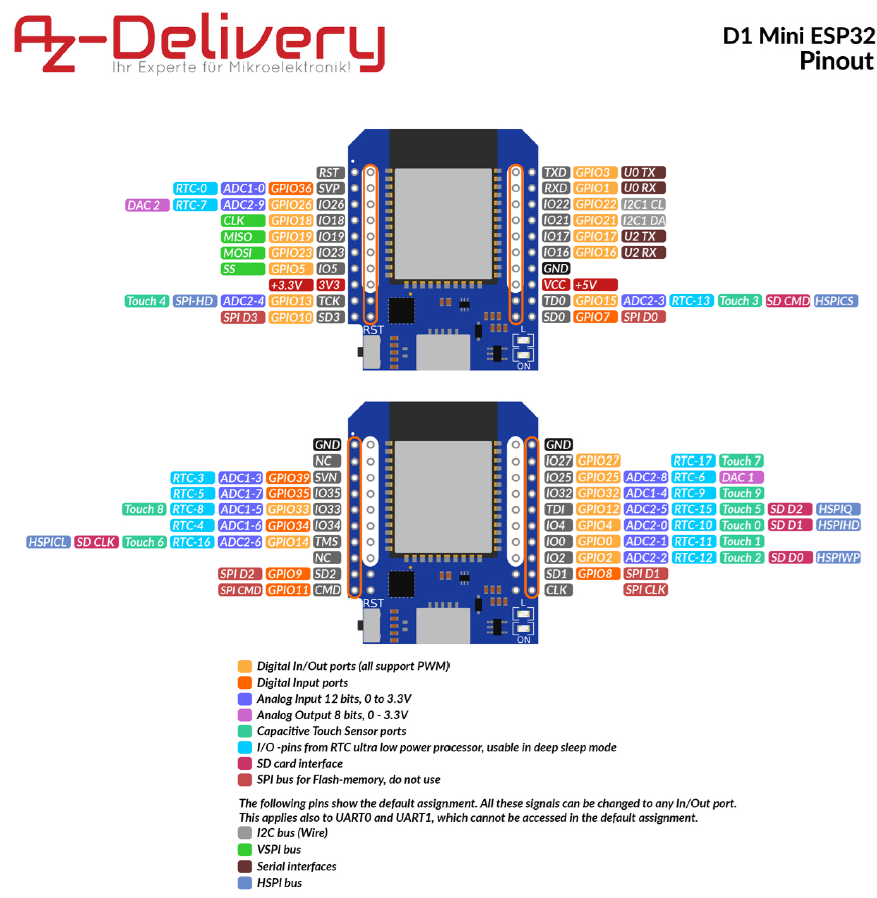 Az-Delivery
Ihr Experte für Mikroelektronik!
D1 Mini ESP32
Pinout
RST
TXD GPIO3 U0 TX
RTC-0 ADC1-0 GPIO36 SVP
RXD GPIO1 U0 RX
DAC 2 RTC-7 ADC2-9 GPIO26 IO26
IO22 GPIO22 I2C1 CL
CLK GPIO18 IO18
IO21 GPIO21 I2C1 DA
MISO GPIO19 IO19
IO17 GPIO17 U2 TX
MOSI GPIO23 IO23
IO16 GPIO16 U2 RX
SS GPIO5 IO5
GND
+3.3V 3V3
VCC +5V
Touch 4 SPI-HD ADC2-4 GPIO13 TCK
TD0 GPIO15 ADC2-3 RTC-13 Touch 3 SD CMD HSPICS
SPI D3 GPIO10 SD3
SD0 GPIO7 SPI D0
RST
L
ON
GND
GND
NC
IO27 GPIO27 RTC-17 Touch 7
RTC-3 ADC1-3 GPIO39 SVN
IO25 GPIO25 ADC2-8 RTC-6 DAC 1
RTC-5 ADC1-7 GPIO35 IO35
IO32 GPIO32 ADC1-4 RTC-9 Touch 9
Touch 8 RTC-8 ADC1-5 GPIO33 IO33
TDI GPIO12 ADC2-5 RTC-15 Touch 5 SD D2 HSPIQ
RTC-4 ADC1-6 GPIO34 IO34
IO4 GPIO4 ADC2-0 RTC-10 Touch 0 SD D1 HSPIHD
HSPICL SD CLK Touch 6 RTC-16 ADC2-6 GPIO14 TMS
IO0 GPIO0 ADC2-1 RTC-11 Touch 1
NC
IO2 GPIO2 ADC2-2 RTC-12 Touch 2 SD D0 HSPIWP
SPI D2 GPIO9 SD2
SD1 GPIO8 SPI D1
SPI CMD GPIO11 CMD
CLK SPI CLK
RST
L
ON
Digital In/Out ports (all support PWM)
Digital Input ports
Analog Input 12 bits, 0 to 3.3V
Analog Output 8 bits, 0 - 3.3V
Capacitive Touch Sensor ports
I/O -pins from RTC ultra low power processor, usable in deep sleep mode
SD card interface
SPI bus for Flash-memory, do not use
The following pins show the default assignment. All these signals can be changed to any In/Out port.
This applies also to UART0 and UART1, which cannot be accessed in the default assignment.
I2C bus (Wire)
VSPI bus
Serial interfaces
HSPI bus